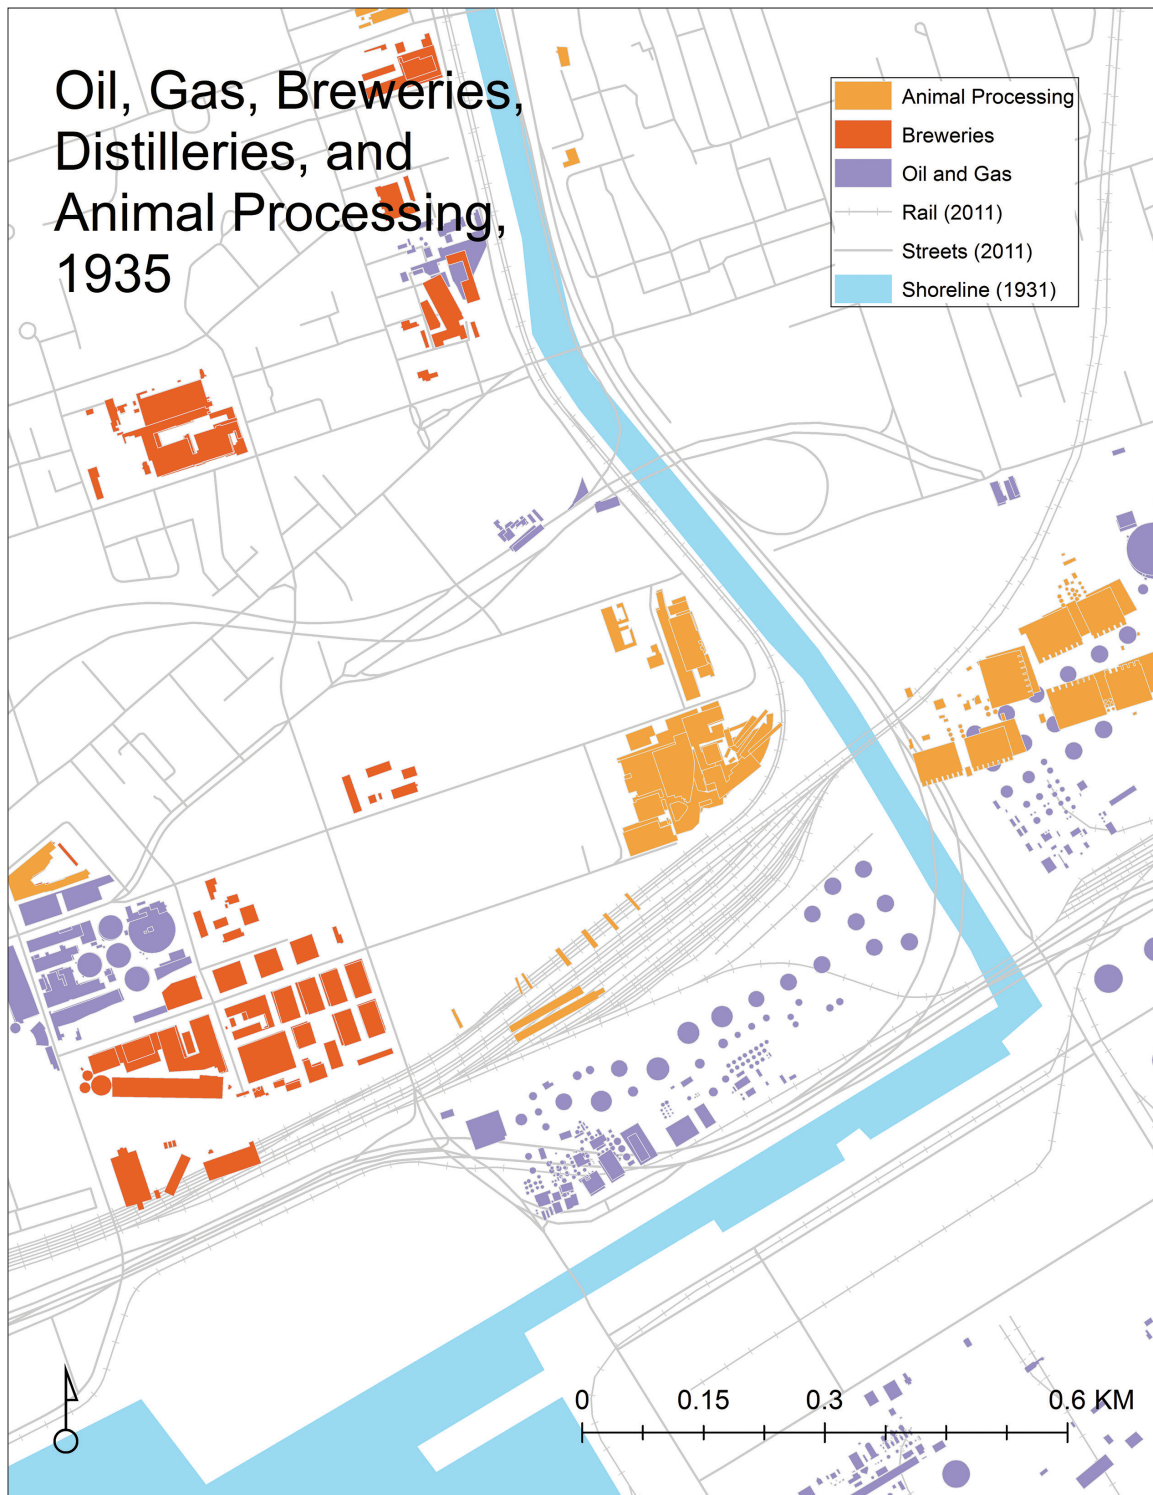 Oil, Gas, Breweries,
Distilleries, and
Animal Processing,
1935
Animal Processing
Breweries
Oil and Gas
Rail (2011)
Streets (2011)
Shoreline (1931)
0 0.15 0.3 0.6 KM